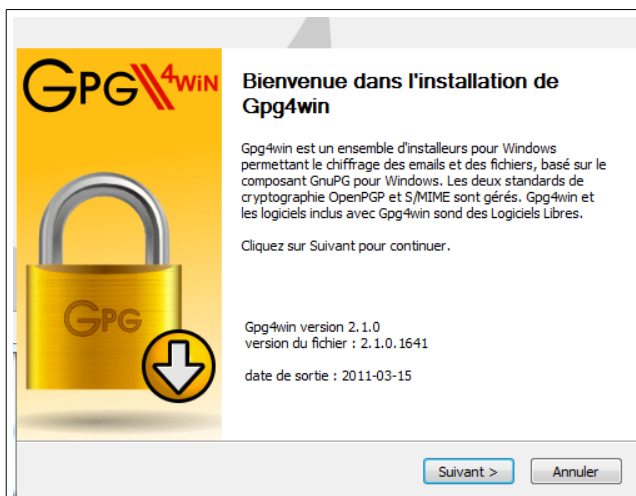 GPG4WIN
Bienvenue dans l'installation de
Gpg4win
Gpg4win est un ensemble d'installeurs pour Windows
permettant le chiffrage des emails et des fichiers, basé sur le
composant GnuPG pour Windows. Les deux standards de
cryptographie OpenPGP et S/MIME sont gérés. Gpg4win et
les logiciels inclus avec Gpg4win sond des Logiciels Libres.
Cliquez sur Suivant pour continuer.
GPG
Gpg4win version 2.1.0
version du fichier : 2.1.0.1641
date de sortie : 2011-03-15
Suivant >
Annuler